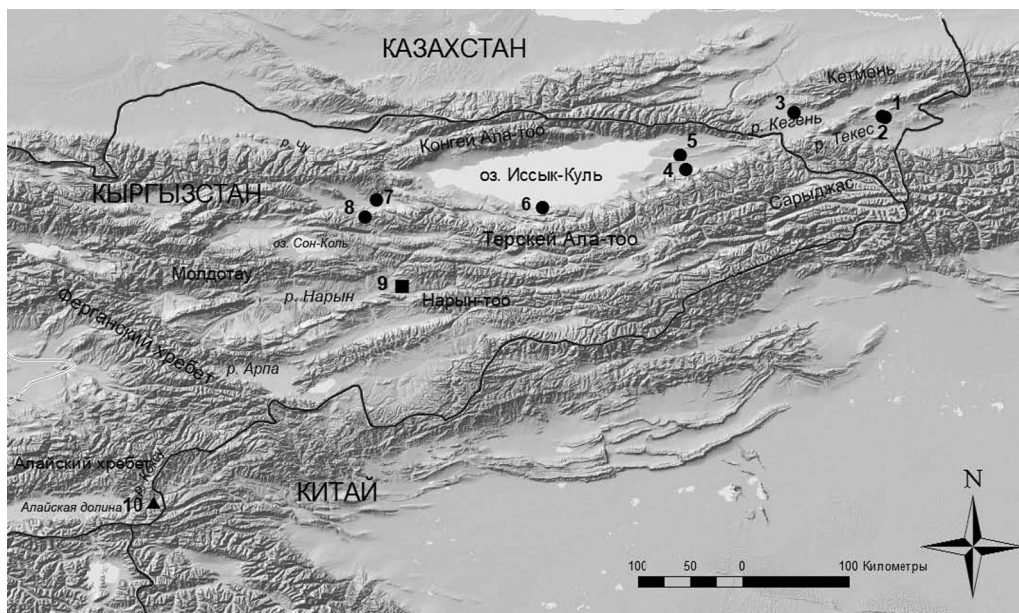 КАЗАХСТАН
Кетмень
3
1
р. Кегень
2
р. Текес
р. Чу
Конгей Ала-тоо
5
оз. Иссык-Куль
4
КЫРГЫЗСТАН
7
6
Сарыджас
8
Терскей Ала-тоо
оз. Сон-Коль
Молдотау
9
р. Нарын
Нарын-тоо
Ферганский хребет
р. Арпа
Алайский хребет
КИТАЙ
Алайская долина
10
N
100 50 0 100 Километры